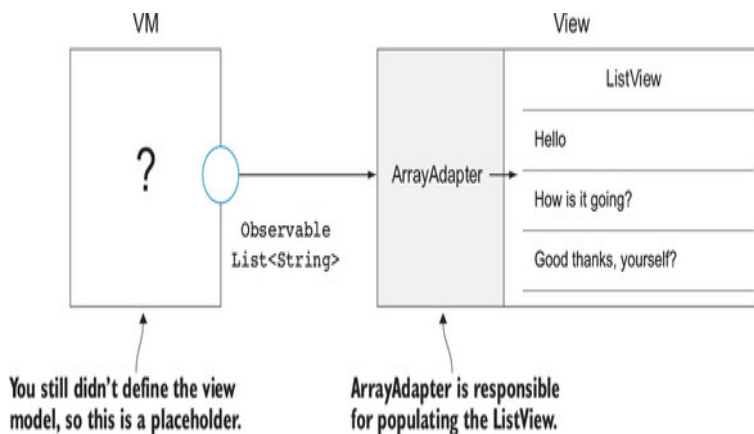 VM
View
?
Observable
List<String>
ArrayAdapter
ListView
Hello
How is it going?
Good thanks, yourself?
You still didn't define the view
model, so this is a placeholder.
ArrayAdapter is responsible
for populating the ListView.